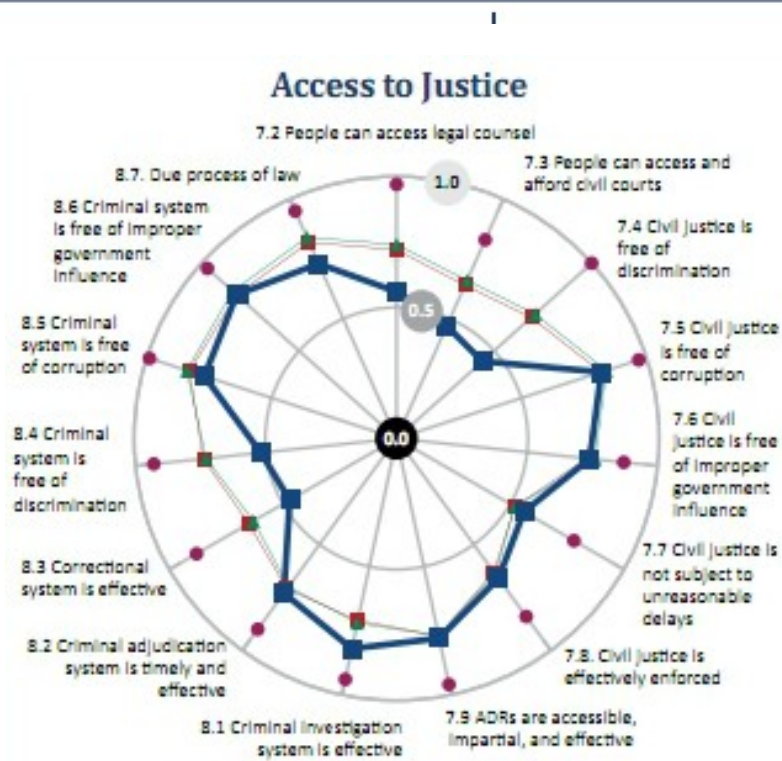 Access to Justice
7.2 People can access legal counsel
1.0
7.3 People can access and
afford civil courts
7.4 Civil justice is
free of
discrimination
7.5 Civil justice
is free of
corruption
7.6 Civil
justice is free
of improper
government
influence
7.7 Civil justice is
not subject to
unreasonable
delays
7.8. Civil justice is
effectively enforced
7.9 ADRs are accessible,
impartial, and effective
8.1 Criminal investigation
system is effective
8.2 Criminal adjudication
system is timely and
effective
8.3 Correctional
system is effective
8.4 Criminal
system is
free of
discrimination
8.5 Criminal
system is free
of corruption
8.6 Criminal system
is free of improper
government
influence
8.7. Due process of law
0.5
0.0